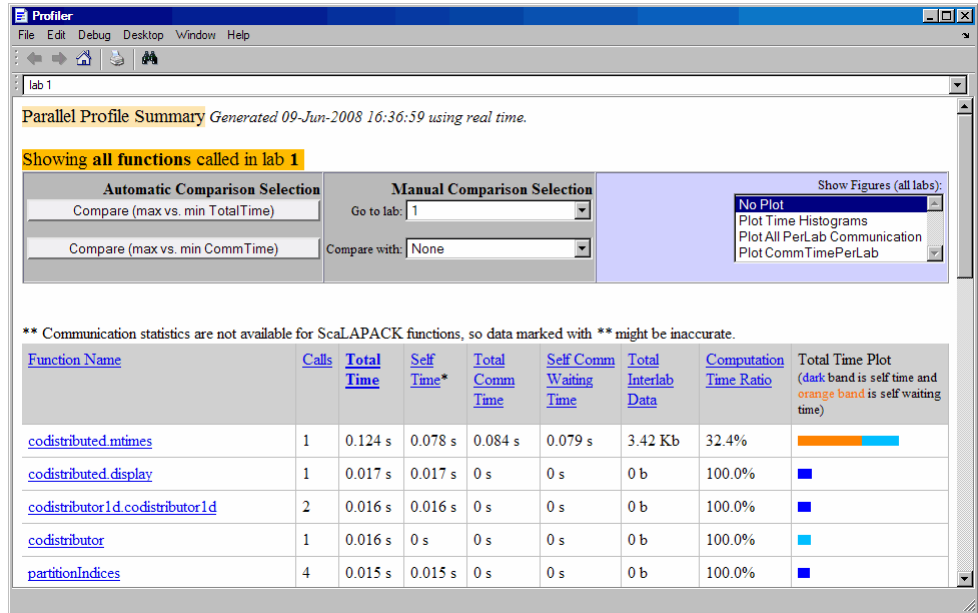 Profiler
File Edit Debug Desktop Window Help
lab 1
Parallel Profile Summary Generated 09-Jun-2008 16:36:59 using real time.
Showing all functions called in lab 1
Automatic Comparison Selection
Compare (max vs. min TotalTime)
Compare (max vs. min CommTime)
Manual Comparison Selection
Go to lab: 1
Compare with: None
Show Figures (all labs):
No Plot
Plot Time Histograms
Plot All PerLab Communication
Plot CommTimePerLab
** Communication statistics are not available for ScaLAPACK functions, so data marked with ** might be inaccurate.
Function Name Calls Total Time Self Time* Total Comm Time Self Comm Waiting Time Total Interlab Data Computation Time Ratio Total Time Plot (dark band is self time and orange band is self waiting time)
codistributed.mtimes 1 0.124 s 0.078 s 0.084 s 0.079 s 3.42 Kb 32.4%
codistributed.display 1 0.017 s 0.017 s 0 s 0 s 0 b 100.0%
codistributor1d.codistributor1d 2 0.016 s 0.016 s 0 s 0 s 0 b 100.0%
codistributor 1 0.016 s 0 s 0 s 0 s 0 b 100.0%
partitionIndices 4 0.015 s 0.015 s 0 s 0 s 0 b 100.0%